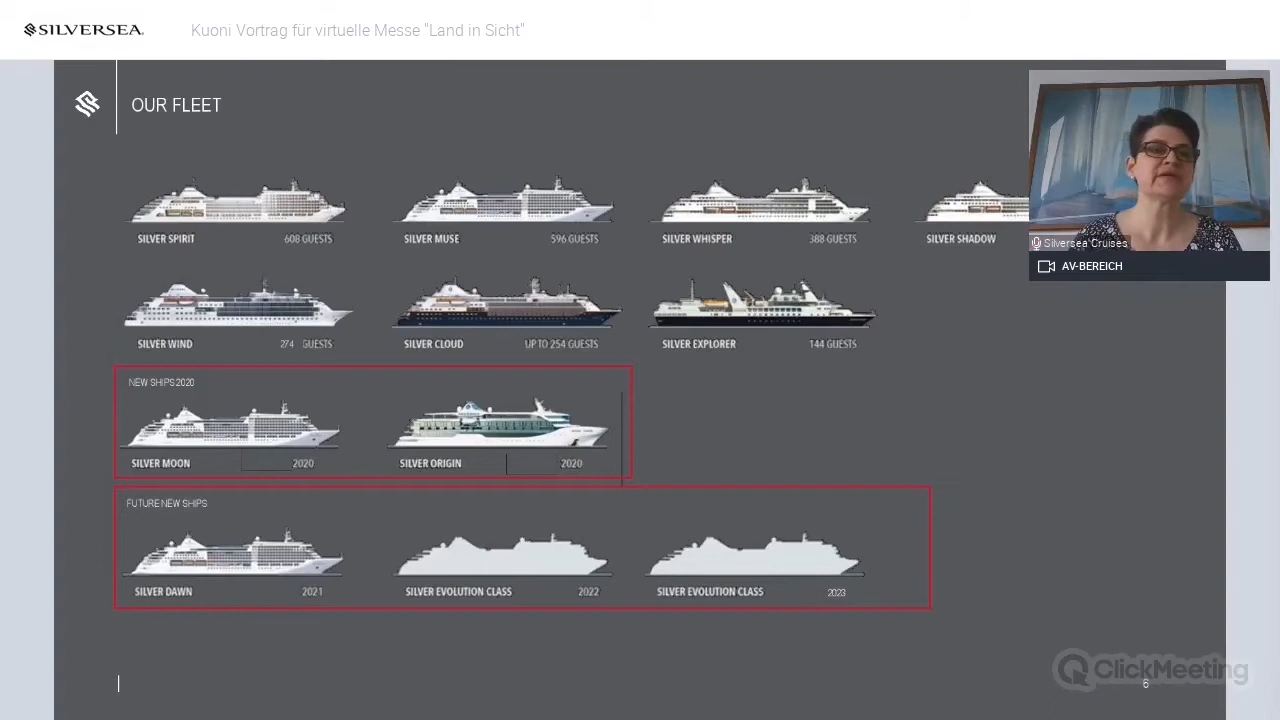 SILVERSEA
Kuoni Vortrag für virtuelle Messe "Land in Sicht"
OUR FLEET
SILVER SPIRIT 608 GUESTS
SILVER MUSE 596 GUESTS
SILVER WHISPER 388 GUESTS
SILVER SHADOW
Silversea Cruises
AV-BEREICH
SILVER WIND 274 GUESTS
SILVER CLOUD UP TO 254 GUESTS
SILVER EXPLORER 144 GUESTS
NEW SHIPS 2020
SILVER MOON 2020
SILVER ORIGIN 2020
FUTURE NEW SHIPS
SILVER DAWN 2021
SILVER EVOLUTION CLASS 2022
SILVER EVOLUTION CLASS 2023
ClickMeeting
6